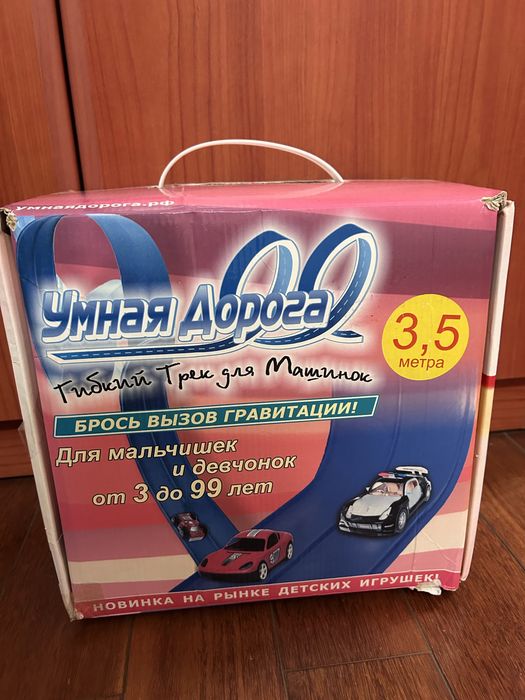 умнаядорога.рф
Умная Дорога
Гибкий Трек для Машинок
3,5
метра
БРОСЬ ВЫЗОВ ГРАВИТАЦИИ!
Для мальчишек
и девчонок
от 3 до 99 лет
НОВИНКА НА РЫНКЕ ДЕТСКИХ ИГРУШЕК!